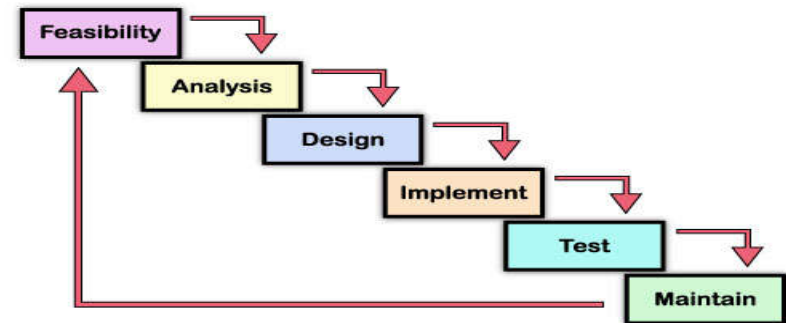 Feasibility
Analysis
Design
Implement
Test
Maintain